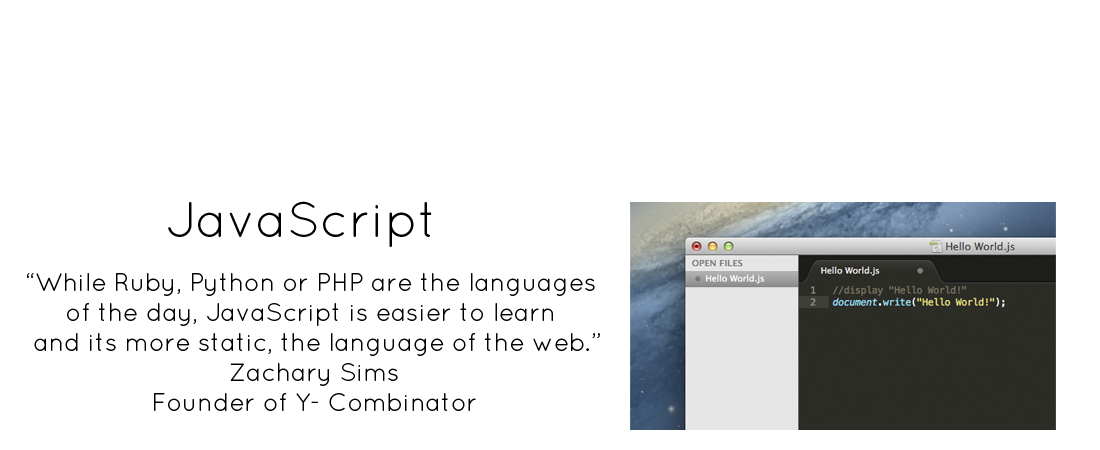 JavaScript
“While Ruby, Python or PHP are the languages
of the day, JavaScript is easier to learn
and its more static, the language of the web.”
Zachary Sims
Founder of Y- Combinator
Hello World.js
OPEN FILES
Hello World.js
Hello World.js
1 //display "Hello World!"
2 document.write("Hello World!");